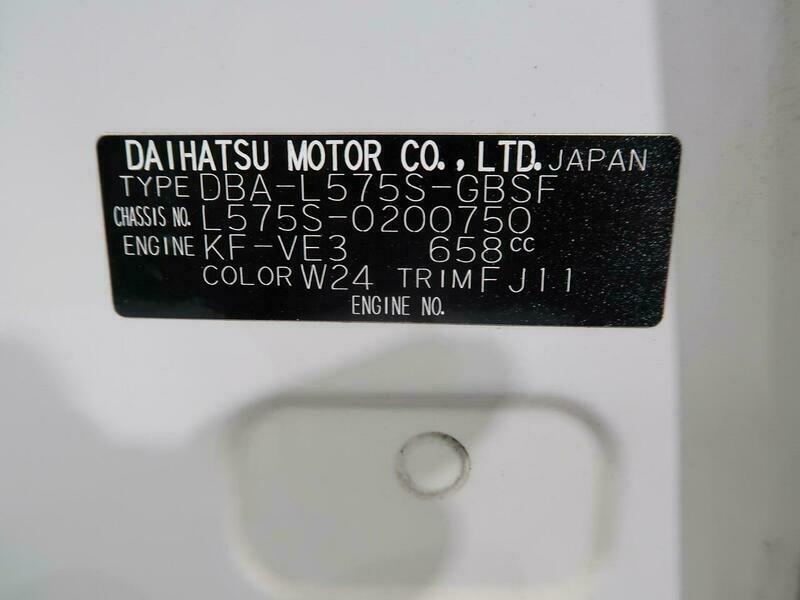 DAIHATSU MOTOR CO.,LTD. JAPAN
TYPE DBA-L575S-GBSF
CHASSIS NO. L575S-0200750
ENGINE KF-VE3 658cc
COLOR W24 TRIM FJ11
ENGINE NO.